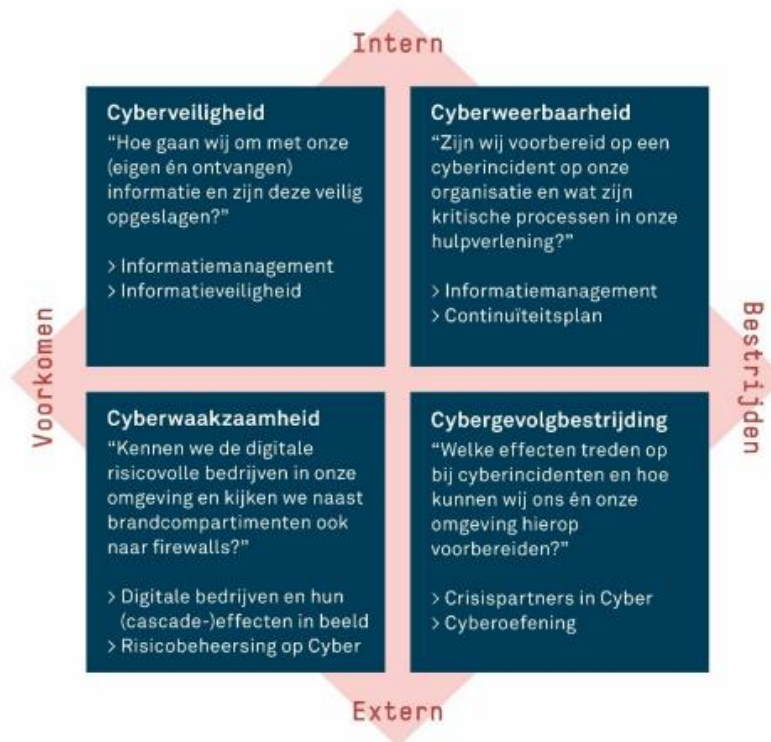 Intern
Cyberveiligheid
“Hoe gaan wij om met onze
(eigen én ontvangen)
informatie en zijn deze veilig
opgeslagen?”
> Informatiemanagement
> Informatieveiligheid
Cyberweerbaarheid
“Zijn wij voorbereid op een
cyberincident op onze
organisatie en wat zijn
kritische processen in onze
hulpverlening?”
> Informatiemanagement
> Continuïteitsplan
Voorkomen
Bestrijden
Cyberwaakzaamheid
“Kennen we de digitale
risicovolle bedrijven in onze
omgeving en kijken we naast
brandcompartimenten ook
naar firewalls?”
> Digitale bedrijven en hun
(cascade-)effecten in beeld
> Risicobeheersing op Cyber
Cybergevolgbestrijding
“Welke effecten treden op
bij cyberincidenten en hoe
kunnen wij ons én onze
omgeving hierop
voorbereiden?”
> Crisispartners in Cyber
> Cyberoefening
Extern